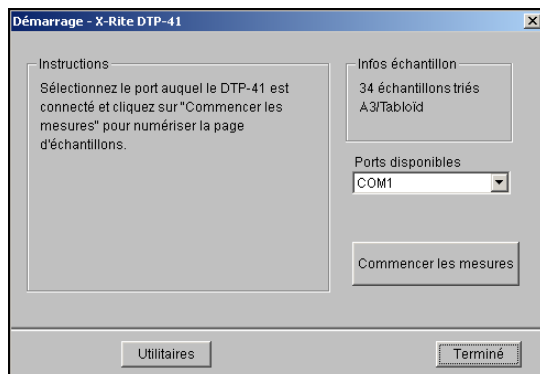 Démarrage - X-Rite DTP-41
Instructions
Sélectionnez le port auquel le DTP-41 est
connecté et cliquez sur "Commencer les
mesures" pour numériser la page
d'échantillons.
Infos échantillon
34 échantillons triés
A3/Tabloïd
Ports disponibles
COM1
Commencer les mesures
Utilitaires
Terminé